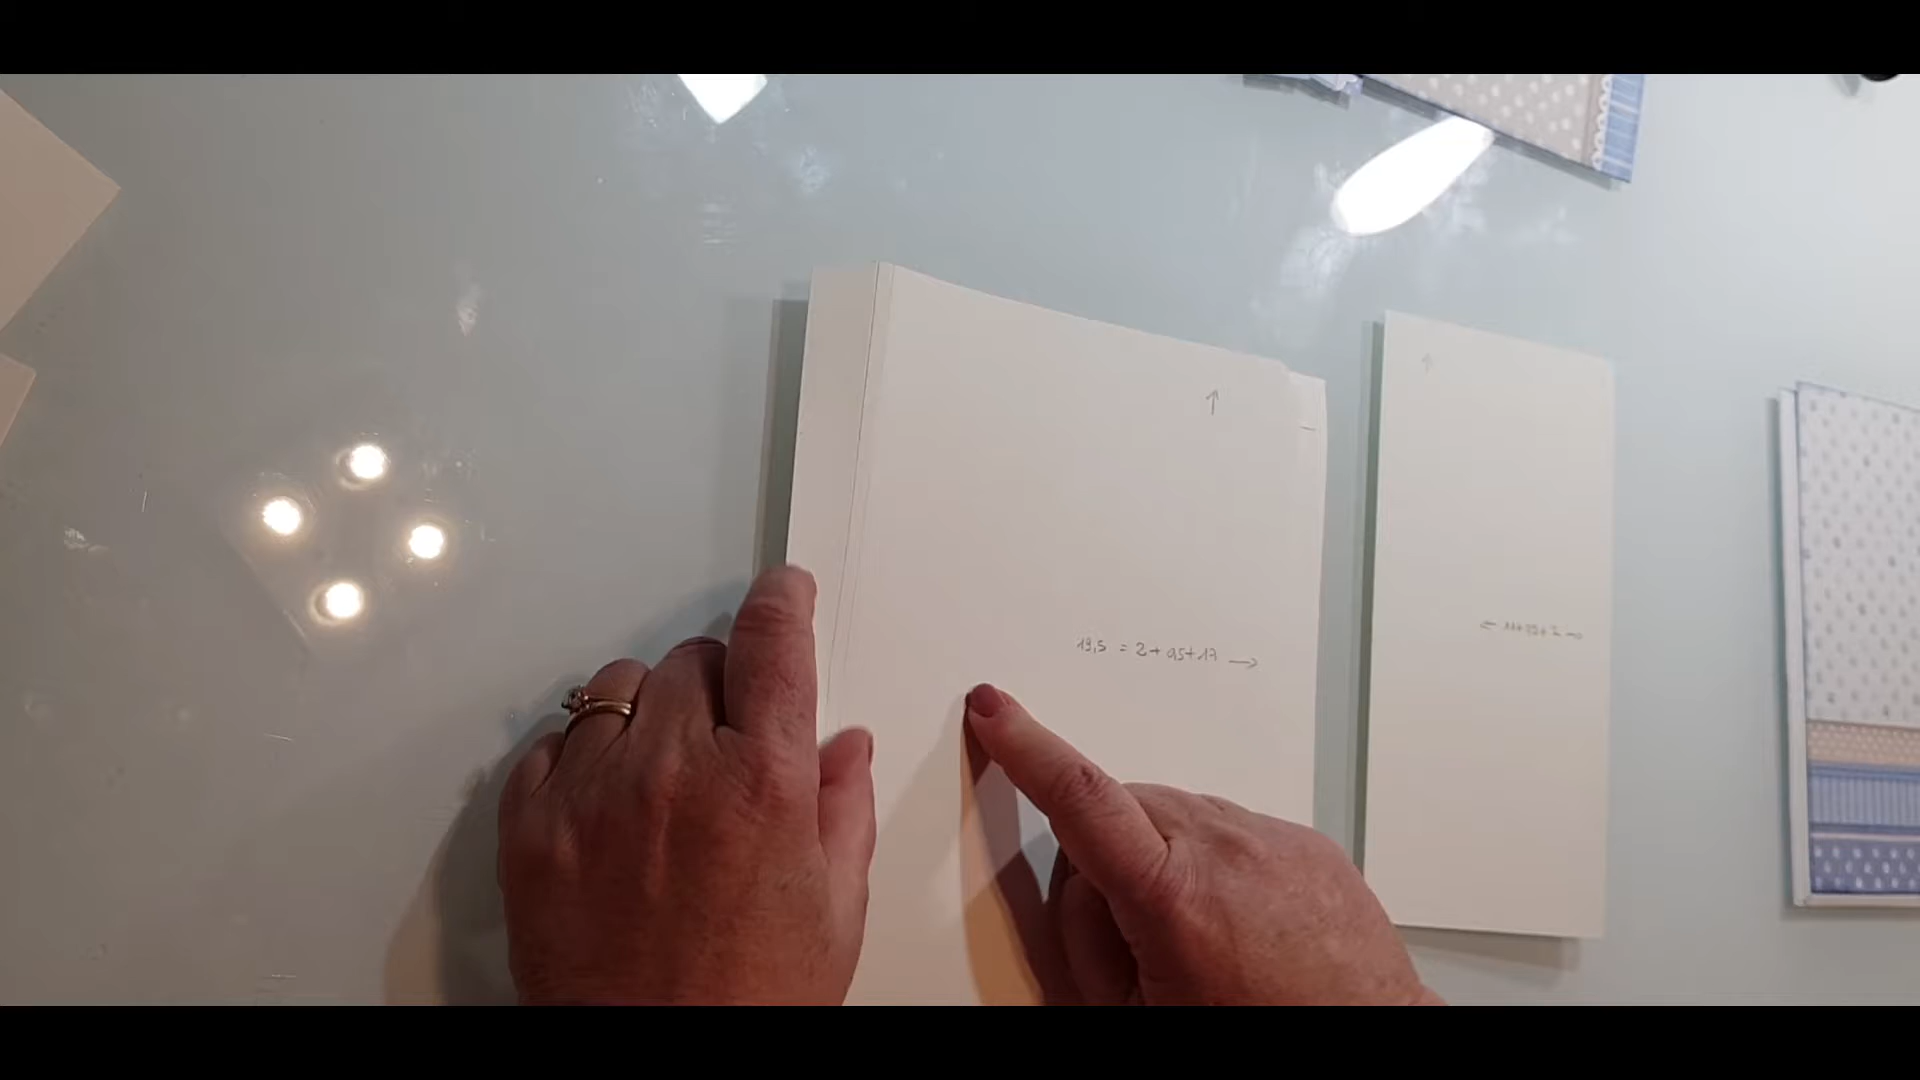 ↑
19,5 = 2 + 0,5 + 17 →
↑